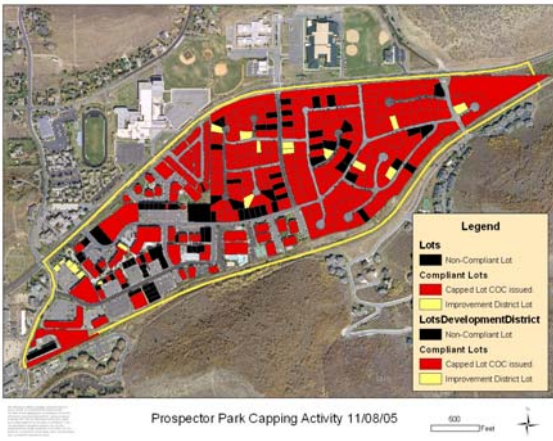 Legend
Lots
Non-Compliant Lot
Compliant Lots
Capped Lot COC issued
Improvement District Lot
LotsDevelopmentDistrict
Non-Compliant Lot
Compliant Lots
Capped Lot COC issued
Improvement District Lot
Prospector Park Capping Activity 11/08/05
600
Feet